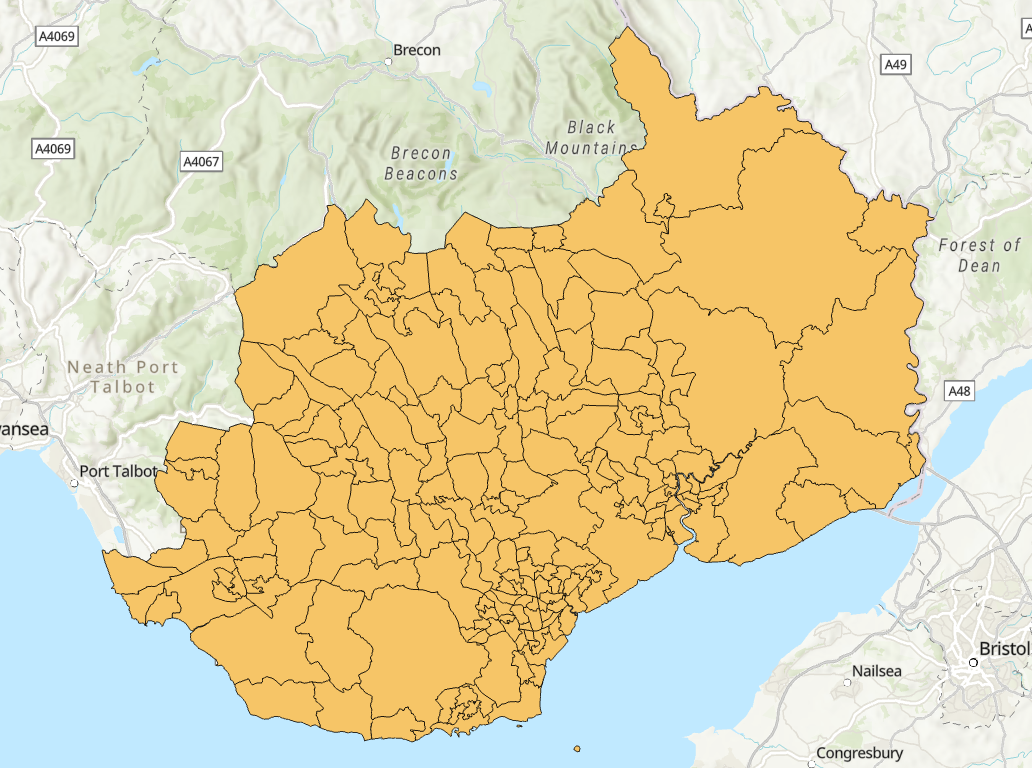 A4069
Brecon
A49
Black
Mountains
A4069
A4067
Brecon
Beacons
Forest of
Dean
Neath Port
Talbot
A48
wansea
Port Talbot
Bristol
Nailsea
Congresbury